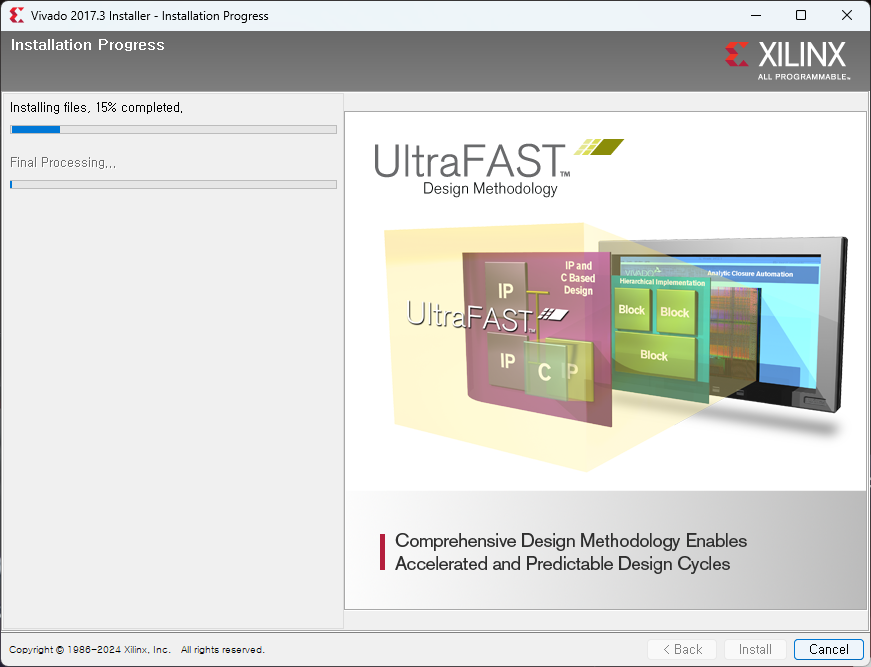 Vivado 2017.3 Installer - Installation Progress
Installation Progress
XILINX
ALL PROGRAMMABLE™
Installing files, 15% completed.
Final Processing...
UltraFAST™
Design Methodology
IP and
C Based
Design
IP
UltraFAST™
IP
C
IP
VIVADO
Analytic Closure Automation
Hierarchical Implementation
Block
Block
Block
Comprehensive Design Methodology Enables
Accelerated and Predictable Design Cycles
Copyright © 1986-2024 Xilinx, Inc. All rights reserved.
< Back
Install
Cancel